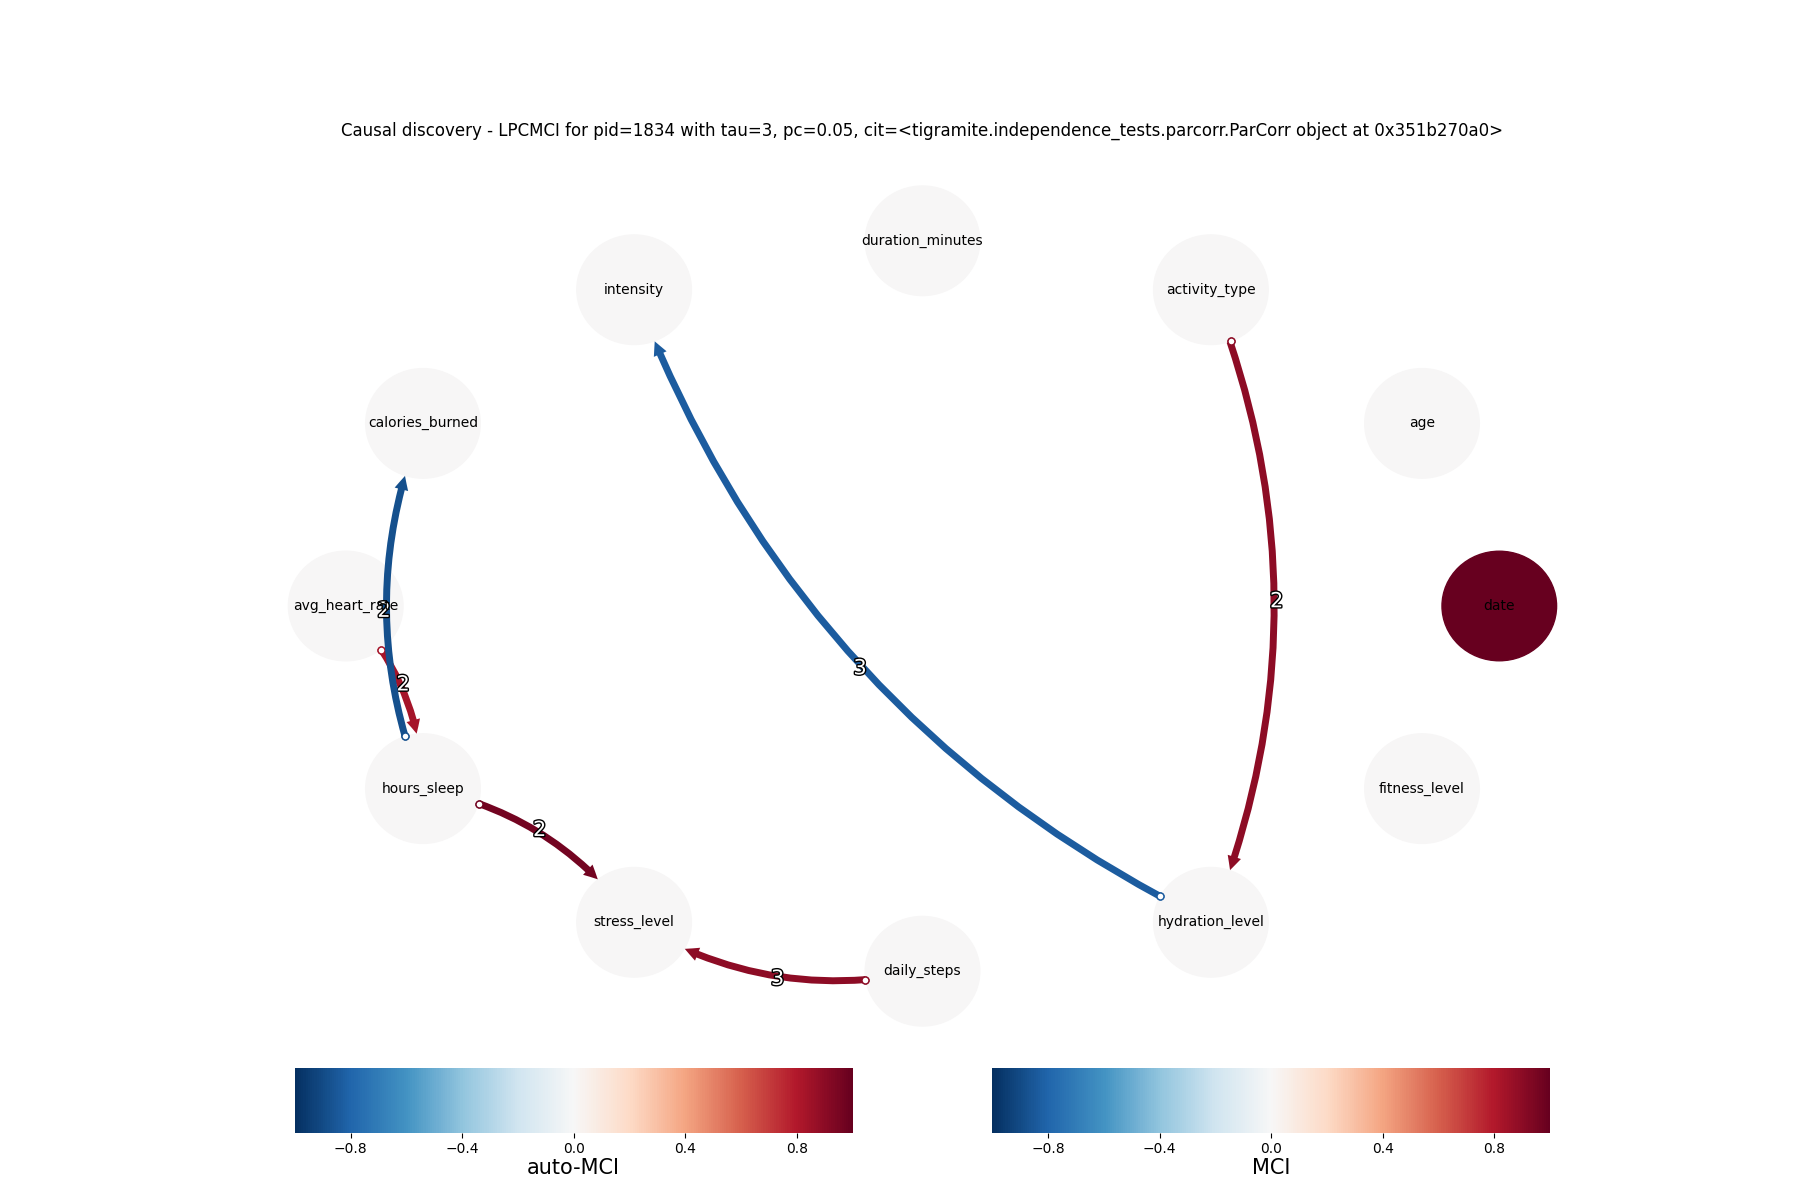 Causal discovery - LPCMCI for pid=1834 with tau=3, pc=0.05, cit=<tigramite.independence_tests.parcorr.ParCorr object at 0x351b270a0>
duration_minutes
intensity
activity_type
calories_burned
age
avg_heart_rate
2
2
3
2
date
hours_sleep
fitness_level
2
stress_level
hydration_level
3
daily_steps
−0.8 −0.4 0.0 0.4 0.8
auto-MCI
−0.8 −0.4 0.0 0.4 0.8
MCI